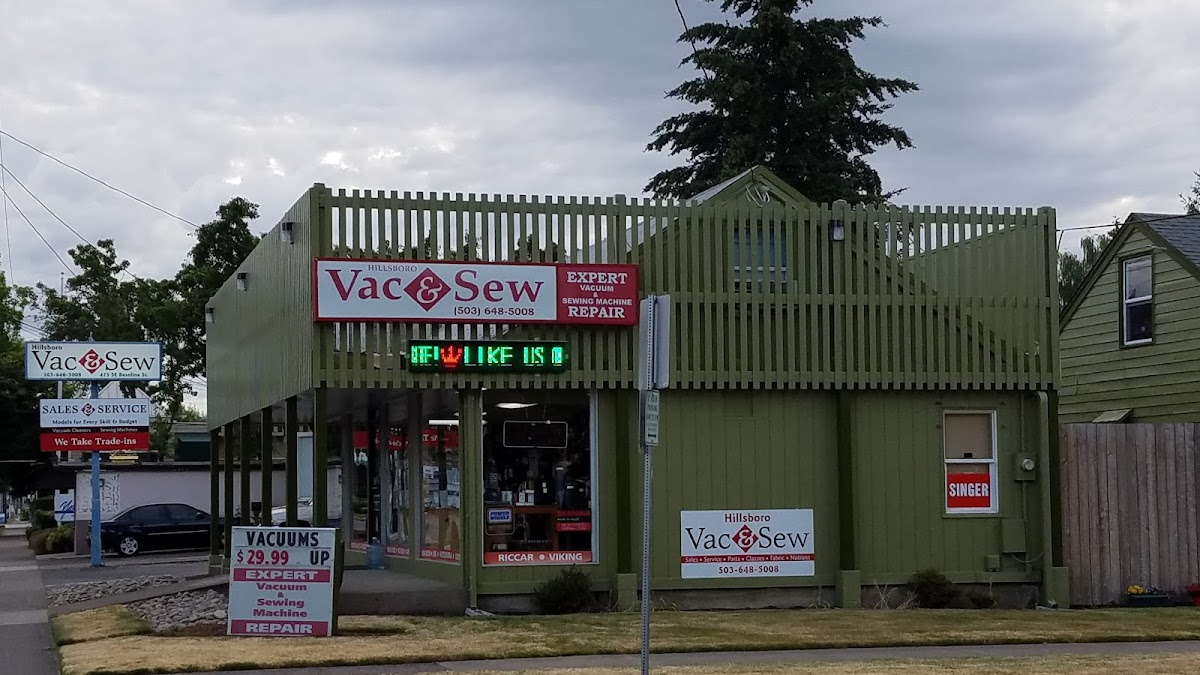 HILLSBORO
Vac & Sew
(503) 648-5008
EXPERT
VACUUM
&
SEWING MACHINE
REPAIR
LIKE US
Hillsboro
Vac & Sew
503-648-5008 475 SE Baseline St.
SALES & SERVICE
Models for Every Skill & Budget
Vacuum Cleaners Sewing Machines
We Take Trade-ins
VACUUMS
$29.99 UP
EXPERT
Vacuum
&
Sewing Machine
REPAIR
RICCAR • VIKING
Hillsboro
Vac & Sew
Sales • Service • Parts • Classes • Fabric • Notions
503-648-5008
SINGER